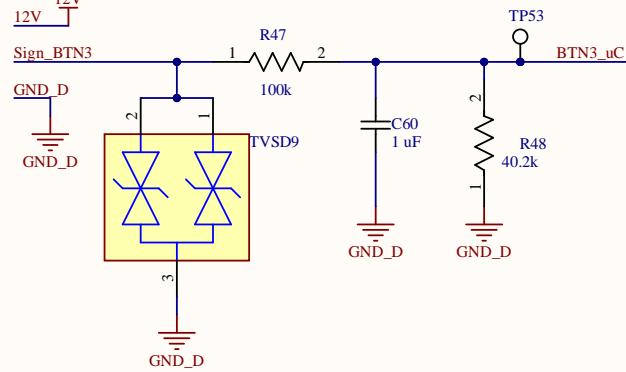 12V
12V
TP53
Sign_BTN3
1
R47
2
BTN3_uC
100k
GND_D
GND_D
2
1
TVSD9
C60
1 uF
2
R48
40.2k
1
GND_D
GND_D
3
GND_D